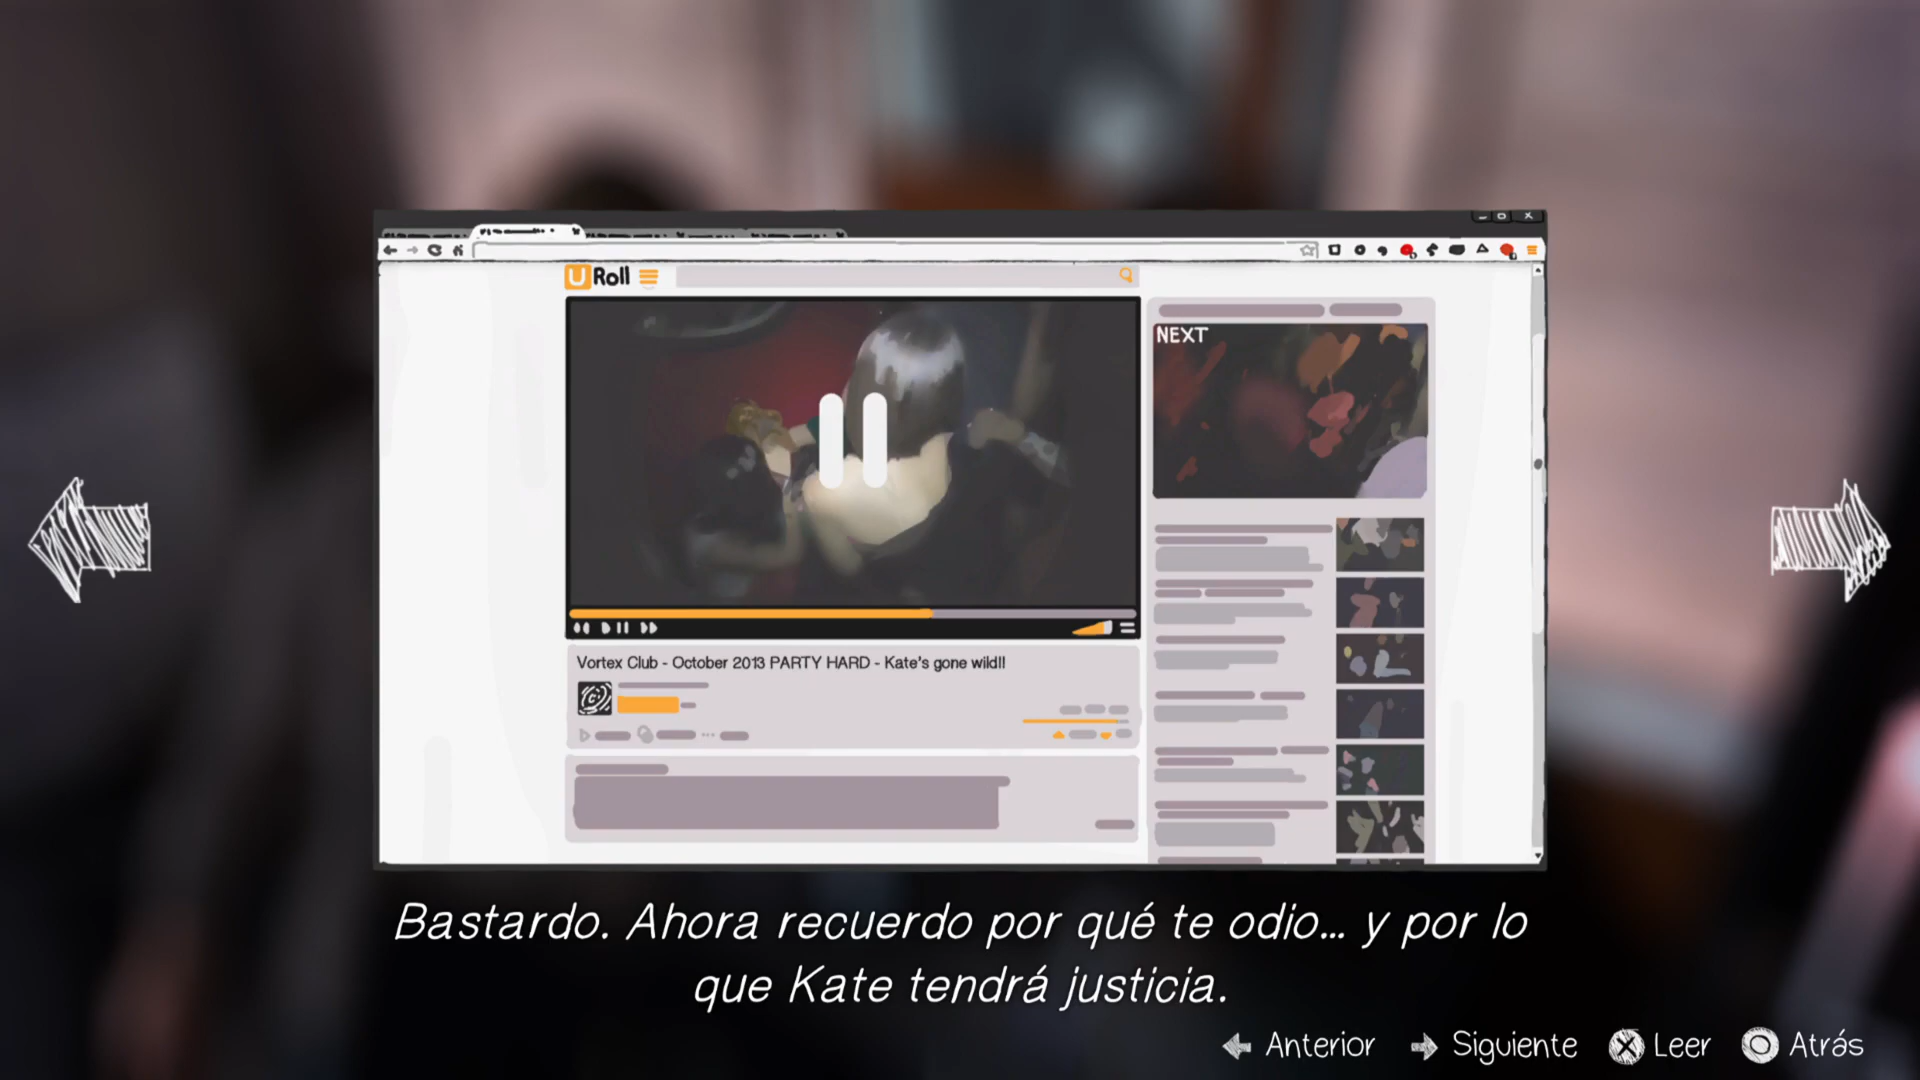 U Roll
NEXT
Vortex Club - October 2013 PARTY HARD - Kate's gone wild!!
Bastardo. Ahora recuerdo por qué te odio... y por lo
que Kate tendrá justicia.
Anterior Siguiente Leer Atrás